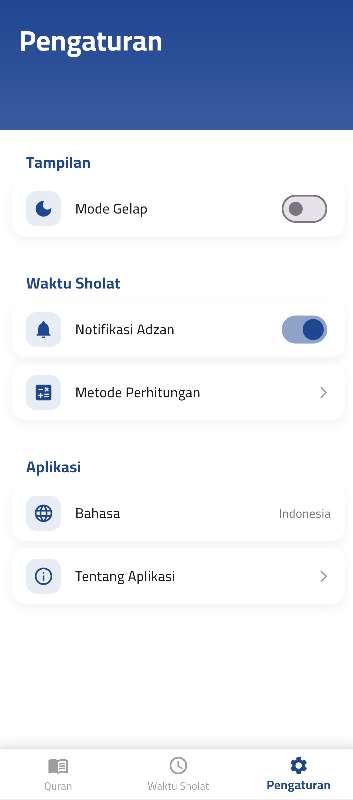 Pengaturan
Tampilan
Mode Gelap
Waktu Sholat
Notifikasi Adzan
Metode Perhitungan
Aplikasi
Bahasa
Indonesia
Tentang Aplikasi
Quran
Waktu Sholat
Pengaturan